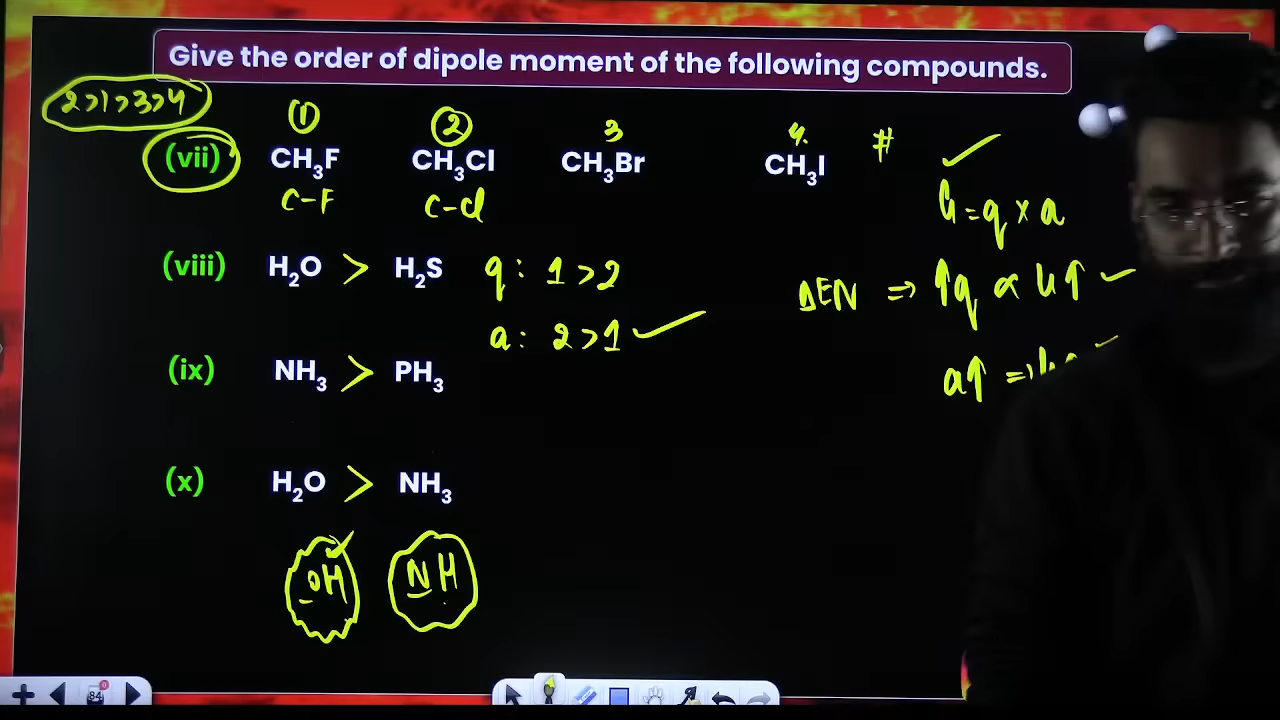 Give the order of dipole moment of the following compounds.
2>1>3>4
① ② 3 4. #
(vii) CH₃F CH₃Cl CH₃Br CH₃I ✓
C-F C-Cl
μ=q×a
(viii) H₂O > H₂S q: 1>2
ΔEN ⇒ ↑q ∝ μ↑ ✓
a: 2>1 ✓
(ix) NH₃ > PH₃
a↑ ⇒
(x) H₂O > NH₃
OH ✓ NH
84